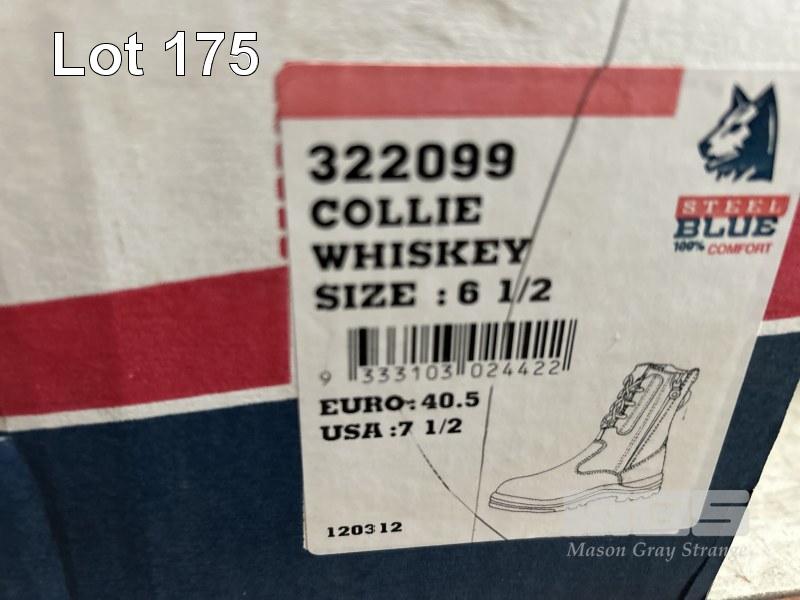 Lot 175
322099
COLLIE
WHISKEY
SIZE : 6 1/2
STEEL
BLUE
100% COMFORT
9 333103 024422
EURO: 40.5
USA :7 1/2
120312
MGS
Mason Gray Strange